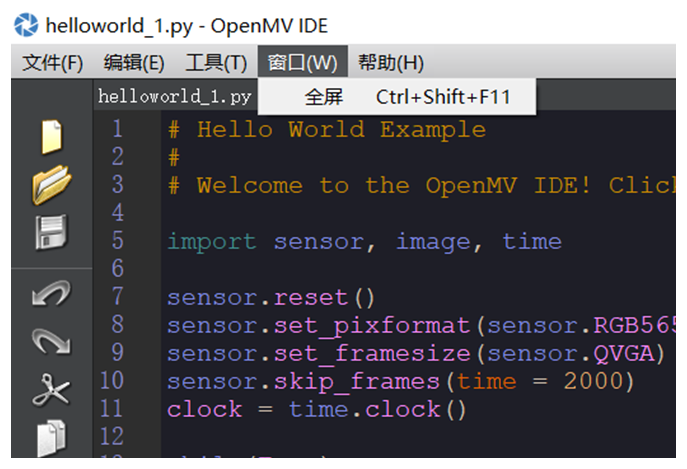 helloworld_1.py - OpenMV IDE
文件(F) 编辑(E) 工具(T) 窗口(W) 帮助(H)
helloworld_1.py
全屏 Ctrl+Shift+F11
1 # Hello World Example
2 #
3 # Welcome to the OpenMV IDE! Clic
4
5 import sensor, image, time
6
7 sensor.reset()
8 sensor.set_pixformat(sensor.RGB565
9 sensor.set_framesize(sensor.QVGA)
10 sensor.skip_frames(time = 2000)
11 clock = time.clock()
12